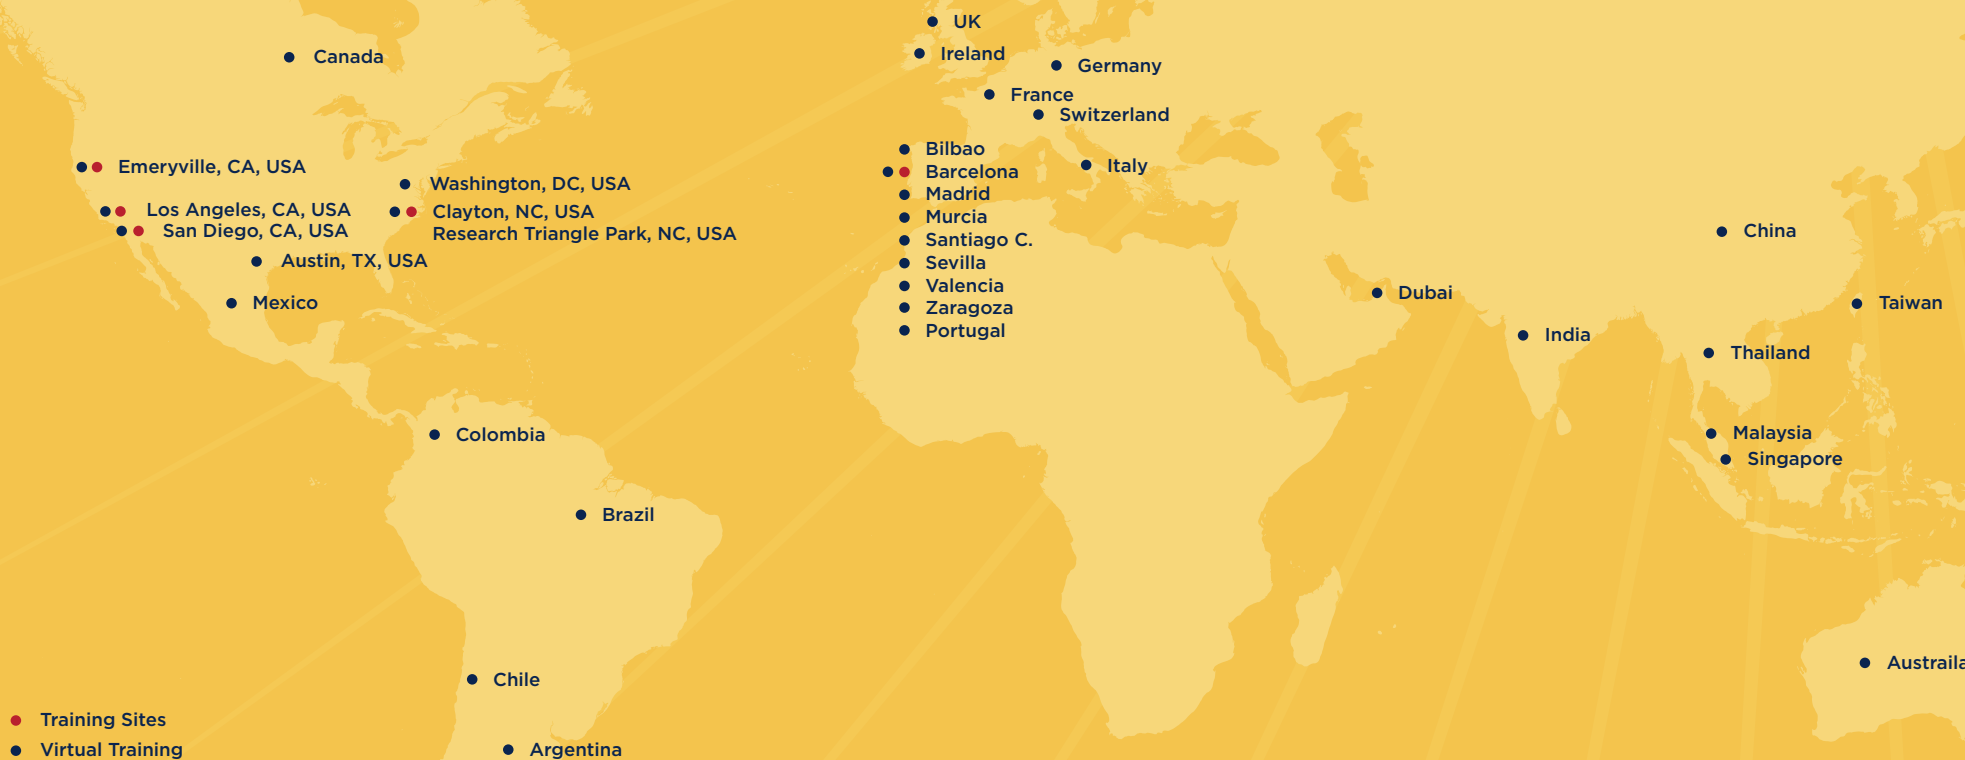 UK
Canada
Ireland
Germany
France
Switzerland
Bilbao
Emeryville, CA, USA
Barcelona
Italy
Washington, DC, USA
Madrid
Los Angeles, CA, USA
Clayton, NC, USA
Murcia
San Diego, CA, USA
Research Triangle Park, NC, USA
China
Santiago C.
Austin, TX, USA
Sevilla
Valencia
Dubai
Mexico
Taiwan
Zaragoza
Portugal
India
Thailand
Colombia
Malaysia
Singapore
Brazil
Austraila
Chile
Training Sites
Virtual Training
Argentina